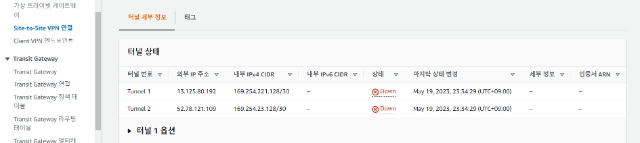 가상 프라이빗 게이트웨
이
Site-to-Site VPN 연결
Client VPN 엔드포인트
Transit Gateway
Transit Gateway
Transit Gateway 연결
Transit Gateway 정책 테
이블
Transit Gateway 라우팅
테이블
Transit Gateway 멀티캐
터널 세부 정보
태그
터널 상태
터널 번호 외부 IP 주소 내부 IPv4 CIDR 내부 IPv6 CIDR 상태 마지막 상태 변경 세부 정보 인증서 ARN
Tunnel 1 13.125.80.192 169.254.221.128/30 – Down May 19, 2023, 23:34:29 (UTC+09:00) – –
Tunnel 2 52.78.121.109 169.254.23.128/30 – Down May 19, 2023, 23:34:29 (UTC+09:00) – –
터널 1 옵션